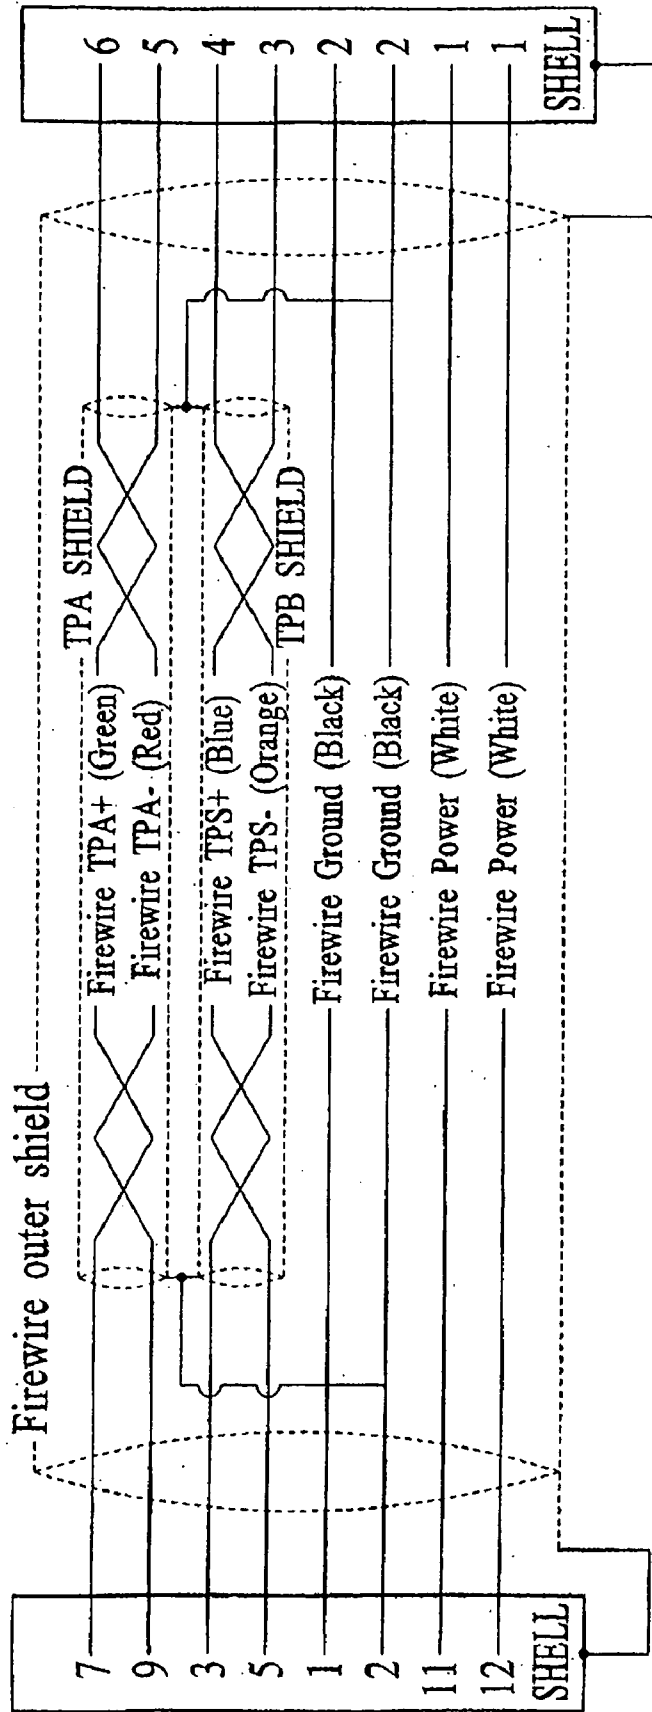 Firewire outer shield
TPA SHIELD
7 Firewire TPA+ (Green) 6
9 Firewire TPA- (Red) 5
3 Firewire TPS+ (Blue) 4
5 Firewire TPS- (Orange) 3
TPB SHIELD
1 Firewire Ground (Black) 2
2 Firewire Ground (Black) 2
11 Firewire Power (White) 1
12 Firewire Power (White) 1
SHELL SHELL